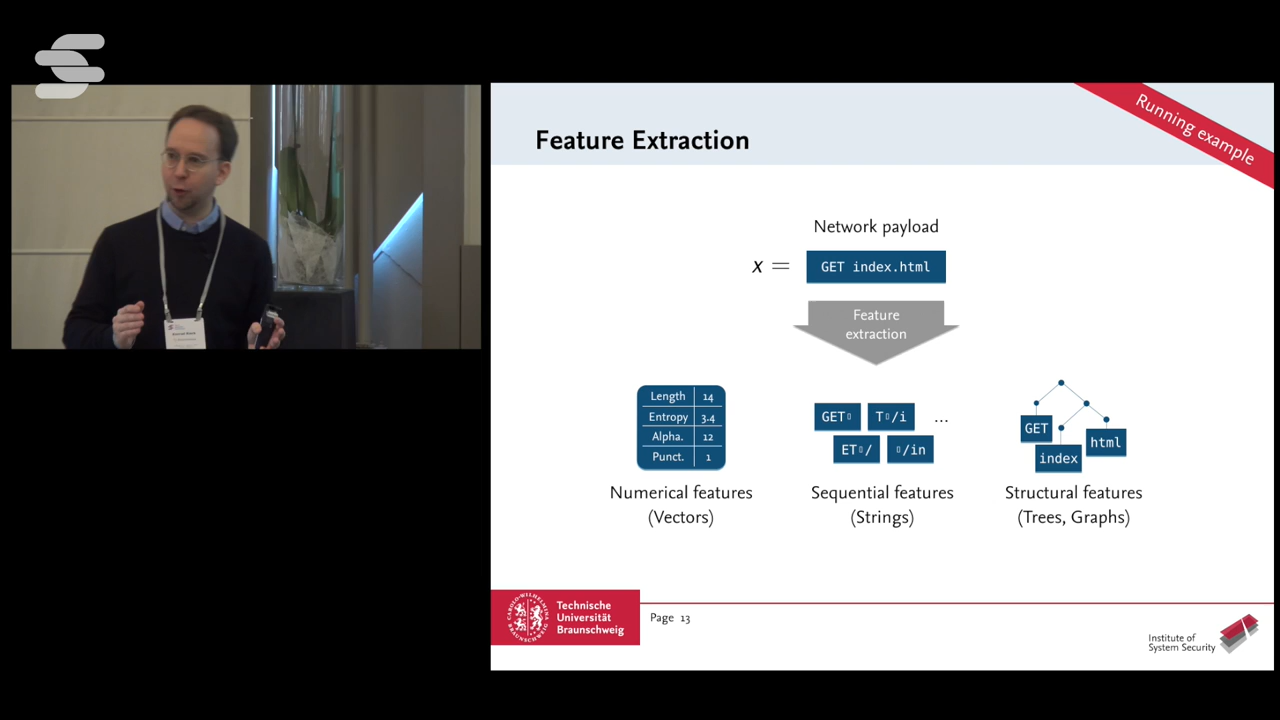 Feature Extraction
Running example
Network payload
x = GET index.html
Feature
extraction
Length 14
Entropy 3.4
Alpha. 12
Punct. 1
GET▯ T▯/i ...
ET▯/ ▯/in
GET
html
index
Numerical features
(Vectors)
Sequential features
(Strings)
Structural features
(Trees, Graphs)
Technische
Universität
Braunschweig
Page 13
Institute of
System Security